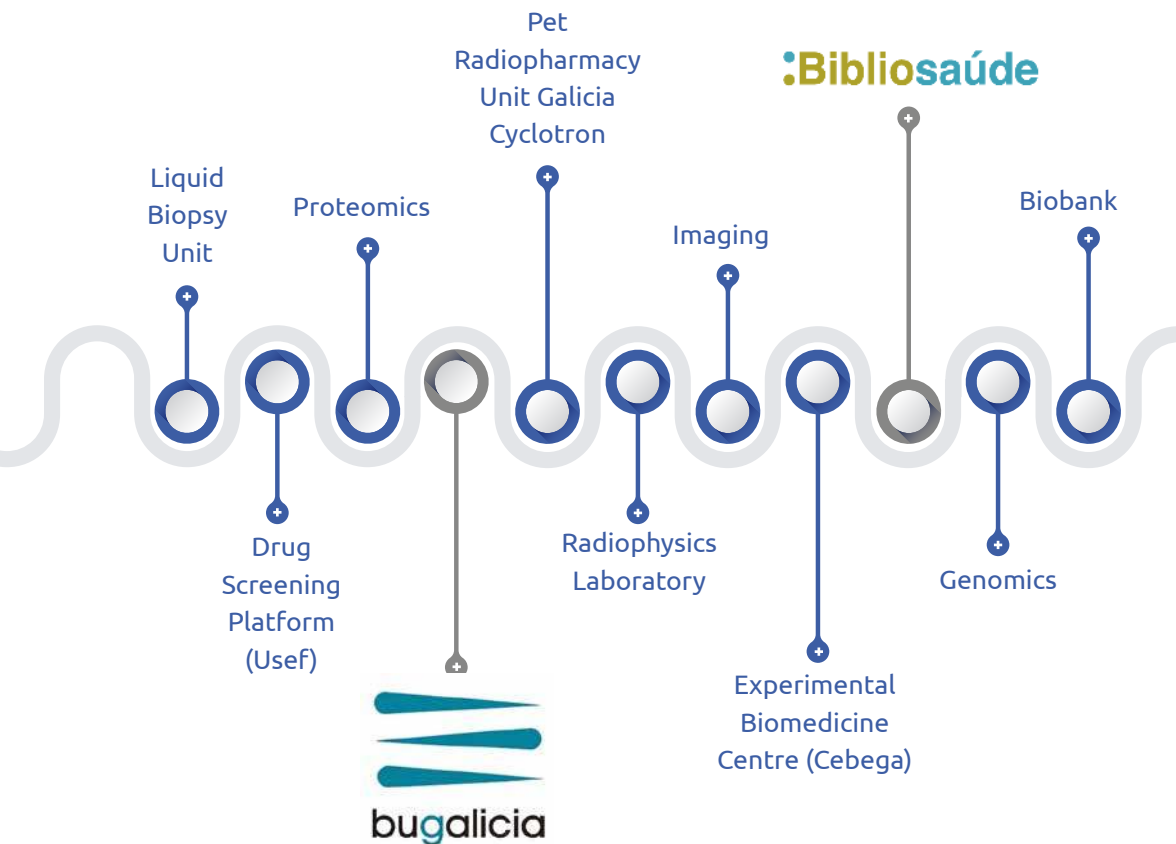 Liquid
Biopsy
Unit
Drug
Screening
Platform
(Usef)
Proteomics
bugalicia
Pet
Radiopharmacy
Unit Galicia
Cyclotron
Radiophysics
Laboratory
Imaging
Experimental
Biomedicine
Centre (Cebega)
:Bibliosaúde
Genomics
Biobank